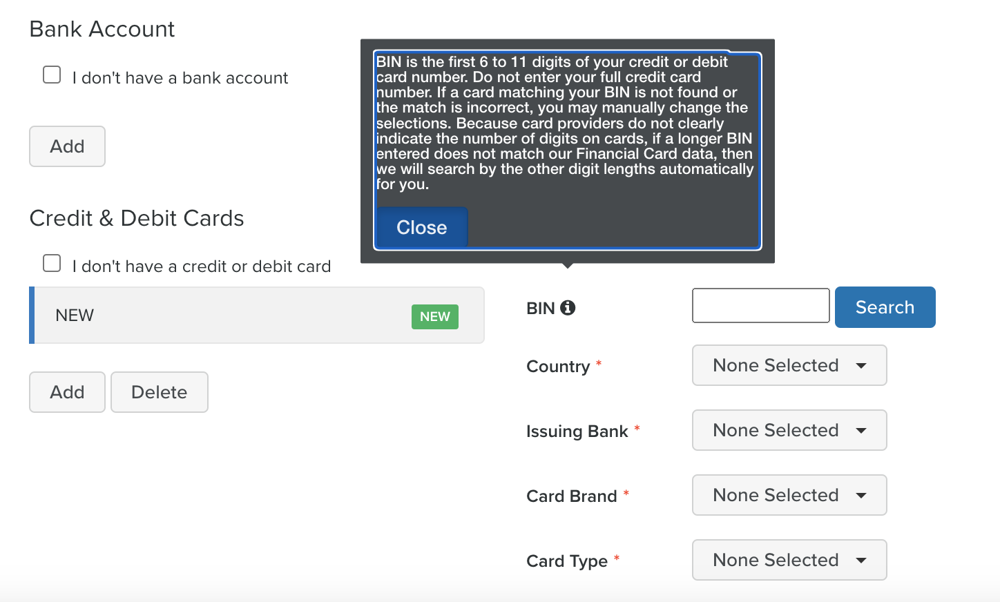 Bank Account
I don't have a bank account
Add
BIN is the first 6 to 11 digits of your credit or debit
card number. Do not enter your full credit card
number. If a card matching your BIN is not found or
the match is incorrect, you may manually change the
selections. Because card providers do not clearly
indicate the number of digits on cards, if a longer BIN
entered does not match our Financial Card data, then
we will search by the other digit lengths automatically
for you.
Close
Credit & Debit Cards
I don't have a credit or debit card
NEW NEW
Add Delete
BIN Search
Country * None Selected
Issuing Bank * None Selected
Card Brand * None Selected
Card Type * None Selected